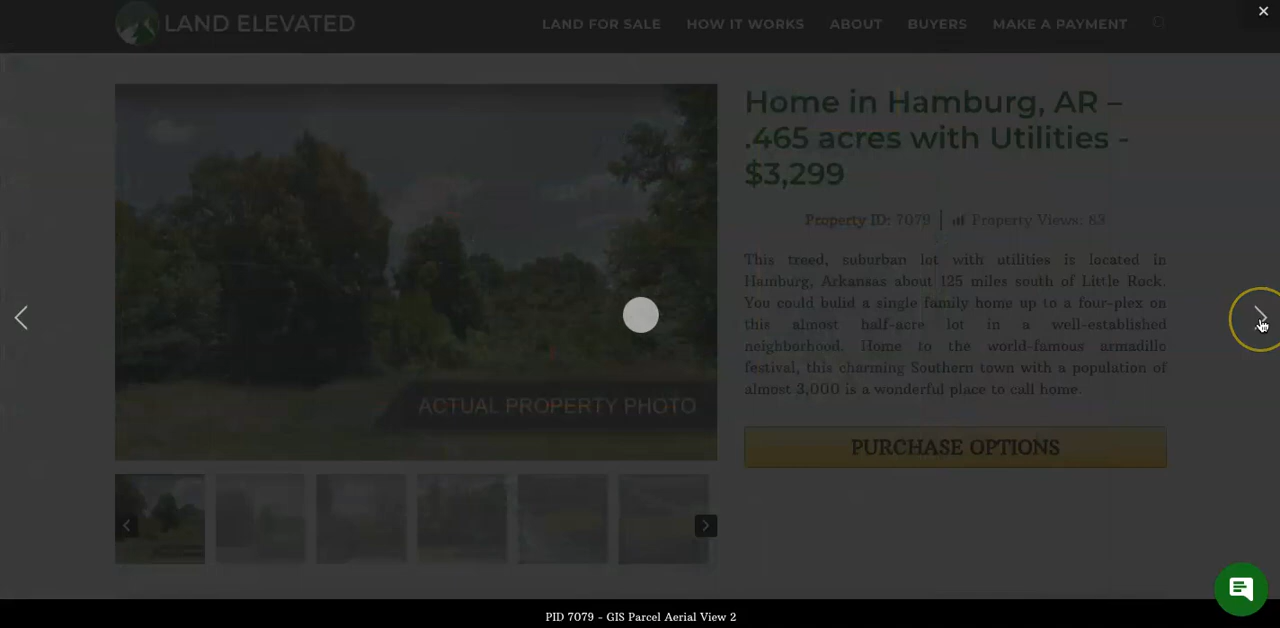 LAND ELEVATED
LAND FOR SALE
HOW IT WORKS
ABOUT
BUYERS
MAKE A PAYMENT
Home in Hamburg, AR –
.465 acres with Utilities -
$3,299
Property ID: 7079
Property Views: 83
This treed, suburban lot with utilities is located in
Hamburg, Arkansas about 125 miles south of Little Rock.
You could bulid a single family home up to a four-plex on
this almost half-acre lot in a well-established
neighborhood. Home to the world-famous armadillo
festival, this charming Southern town with a population of
almost 3,000 is a wonderful place to call home.
ACTUAL PROPERTY PHOTO
PURCHASE OPTIONS
PID 7079 - GIS Parcel Aerial View 2